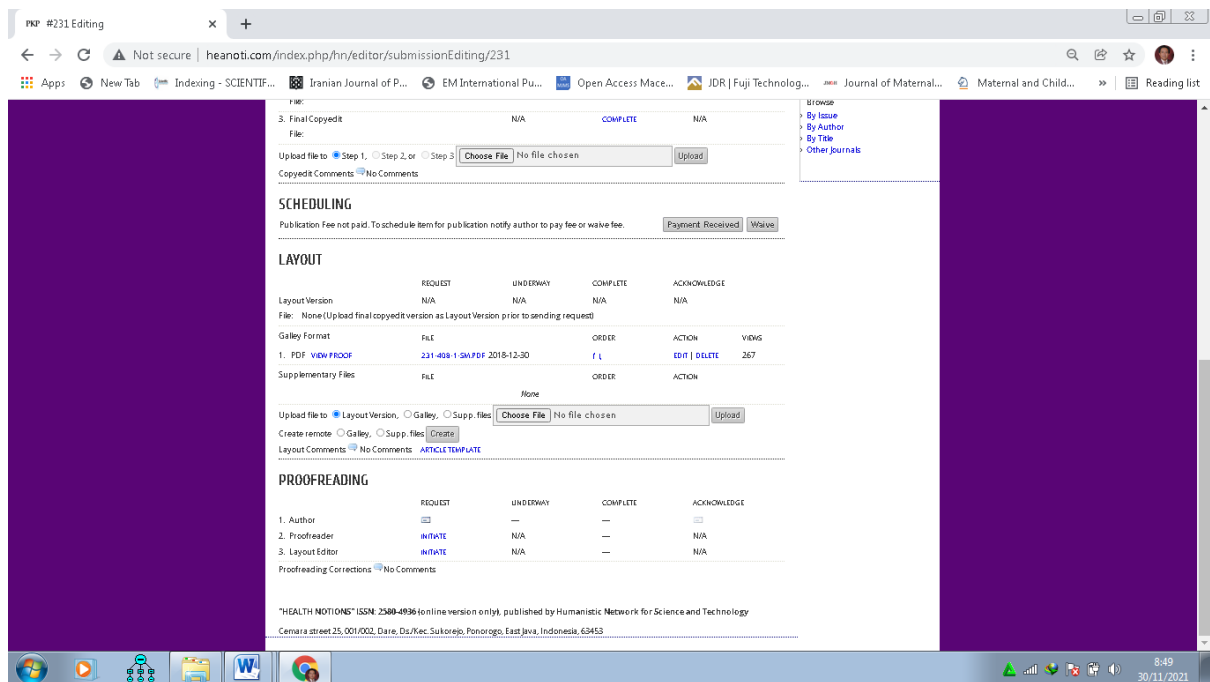 PKP #231 Editing × +
Not secure | heanoti.com/index.php/hn/editor/submissionEditing/231
Apps New Tab Indexing - SCIENTIF... Iranian Journal of P... EM International Pu... Open Access Mace... JDR | Fuji Technolog... Journal of Maternal... Maternal and Child... » Reading list
File:
Browse
3. Final Copyedit N/A COMPLETE N/A
File:
› By Issue
› By Author
› By Title
› Other Journals
Upload file to Step 1, Step 2, or Step 3 Choose File No file chosen Upload
Copyedit Comments No Comments
SCHEDULING
Publication Fee not paid. To schedule item for publication notify author to pay fee or waive fee. Payment Received Waive
LAYOUT
REQUEST UNDERWAY COMPLETE ACKNOWLEDGE
Layout Version N/A N/A N/A N/A
File: None (Upload final copyedit version as Layout Version prior to sending request)
Galley Format FILE ORDER ACTION VIEWS
1. PDF VIEW PROOF 231-408-1-SM.PDF 2018-12-30 ↑ ↓ EDIT | DELETE 267
Supplementary Files FILE ORDER ACTION
None
Upload file to Layout Version, Galley, Supp. files Choose File No file chosen Upload
Create remote Galley, Supp. files Create
Layout Comments No Comments ARTICLE TEMPLATE
PROOFREADING
REQUEST UNDERWAY COMPLETE ACKNOWLEDGE
1. Author — —
2. Proofreader INITIATE N/A — N/A
3. Layout Editor INITIATE N/A — N/A
Proofreading Corrections No Comments
"HEALTH NOTIONS" ISSN: 2580-4936 (online version only), published by Humanistic Network for Science and Technology
Cemara street 25, 001/002, Dare, Ds./Kec. Sukorejo, Ponorogo, East Java, Indonesia, 63453
8:49
30/11/2021